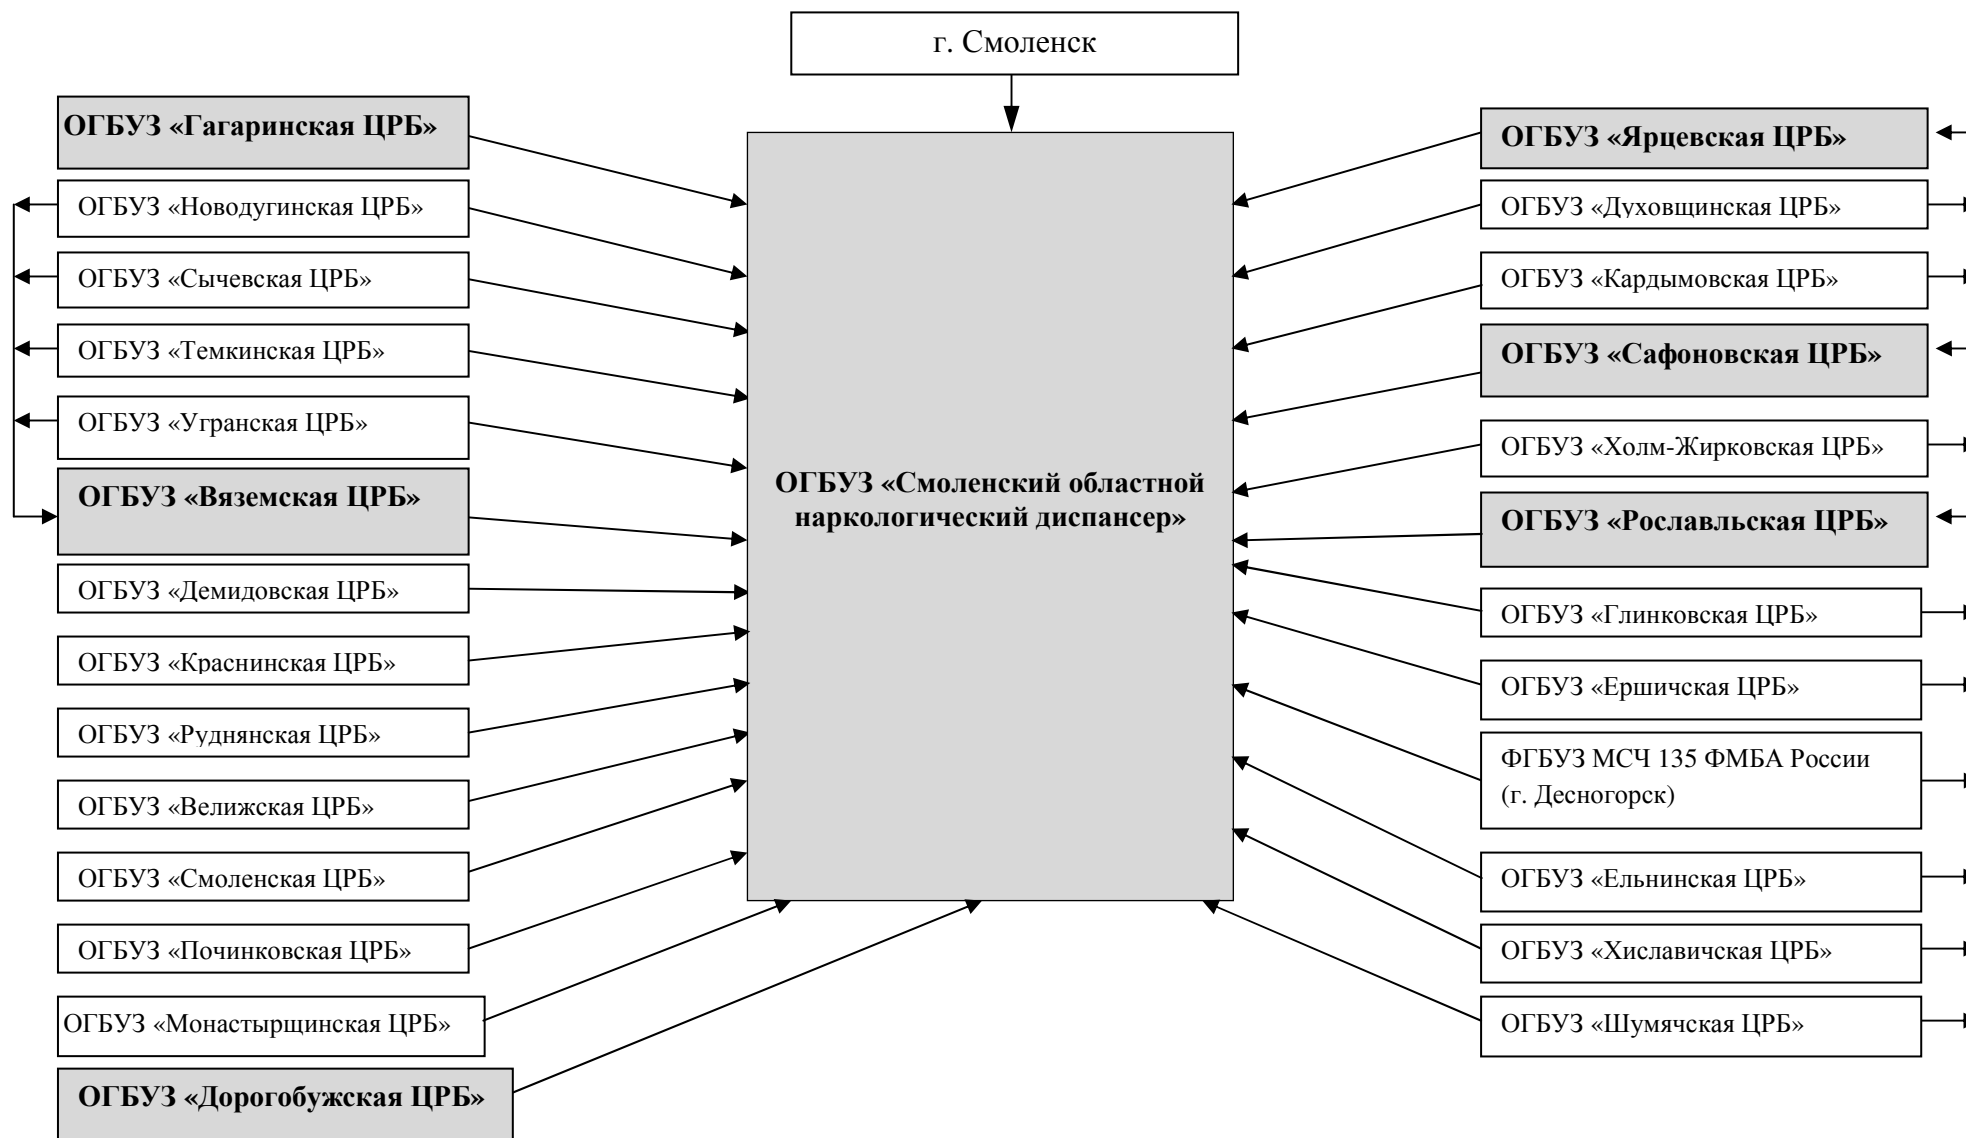 г. Смоленск
ОГБУЗ «Гагаринская ЦРБ»
ОГБУЗ «Новодугинская ЦРБ»
ОГБУЗ «Сычевская ЦРБ»
ОГБУЗ «Темкинская ЦРБ»
ОГБУЗ «Угранская ЦРБ»
ОГБУЗ «Вяземская ЦРБ»
ОГБУЗ «Демидовская ЦРБ»
ОГБУЗ «Краснинская ЦРБ»
ОГБУЗ «Руднянская ЦРБ»
ОГБУЗ «Велижская ЦРБ»
ОГБУЗ «Смоленская ЦРБ»
ОГБУЗ «Починковская ЦРБ»
ОГБУЗ «Монастырщинская ЦРБ»
ОГБУЗ «Дорогобужская ЦРБ»
ОГБУЗ «Смоленский областной
наркологический диспансер»
ОГБУЗ «Ярцевская ЦРБ»
ОГБУЗ «Духовщинская ЦРБ»
ОГБУЗ «Кардымовская ЦРБ»
ОГБУЗ «Сафоновская ЦРБ»
ОГБУЗ «Холм-Жирковская ЦРБ»
ОГБУЗ «Рославльская ЦРБ»
ОГБУЗ «Глинковская ЦРБ»
ОГБУЗ «Ершичская ЦРБ»
ФГБУЗ МСЧ 135 ФМБА России
(г. Десногорск)
ОГБУЗ «Ельнинская ЦРБ»
ОГБУЗ «Хиславичская ЦРБ»
ОГБУЗ «Шумячская ЦРБ»